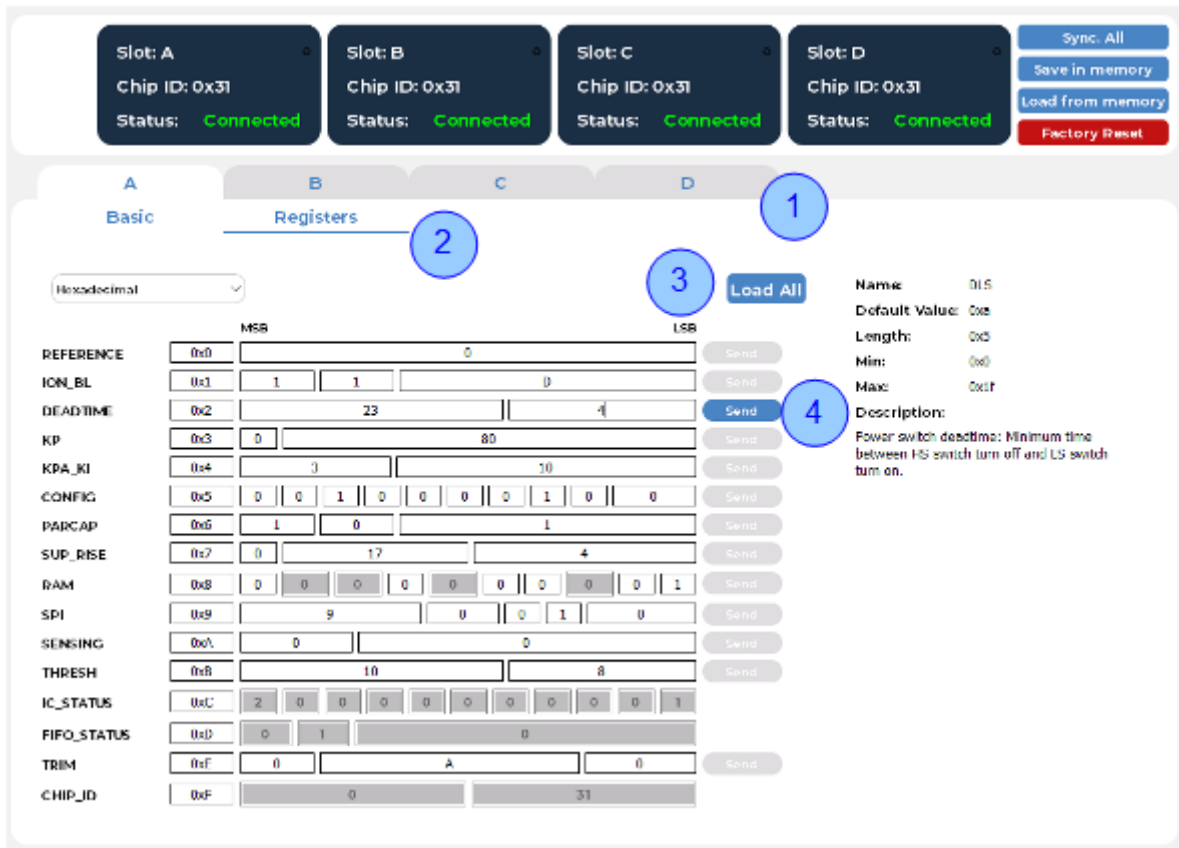 Slot: A Slot: B Slot: C Slot: D Sync. All
Chip ID: 0x31 Chip ID: 0x31 Chip ID: 0x31 Chip ID: 0x31 Save in memory
Status: Connected Status: Connected Status: Connected Status: Connected Load from memory
Factory Reset
A B C D
1
Basic Registers
2
Hexadecimal
3
Load All
MSB LSB
REFERENCE 0x0 0 Send
ION_BL 0x1 1 1 D Send
DEADTIME 0x2 23 4 Send
KP 0x3 0 80 Send
KPA_KI 0x4 3 10 Send
CONFIG 0x5 0 0 1 0 0 0 0 1 0 0 Send
PARCAP 0x6 1 0 1 Send
SUP_RISE 0x7 0 17 4 Send
RAM 0x8 0 0 0 0 0 0 0 0 0 1 Send
SPI 0x9 9 0 0 1 0 Send
SENSING 0xA 0 0 Send
THRESH 0xB 10 8 Send
IC_STATUS 0xC 2 0 0 0 0 0 0 0 0 0 1
FIFO_STATUS 0xD 0 1 0
TRIM 0xE 0 A 0 Send
CHIP_ID 0xF 0 31
4
Name: DLS
Default Value: 0xa
Length: 0x5
Min: 0x0
Max: 0x1f
Description:
Power switch deadtime: Minimum time
between HS switch turn off and LS switch
turn on.